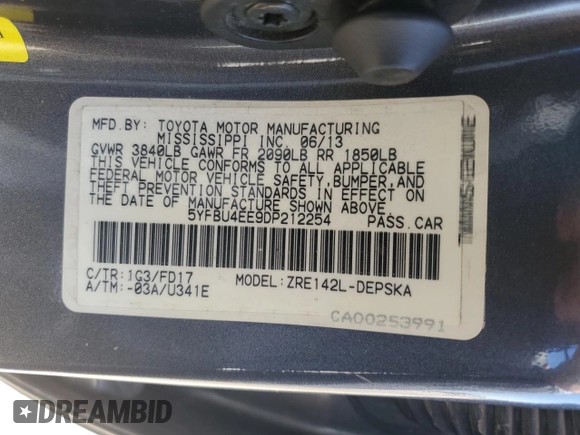 MFD.BY: TOYOTA MOTOR MANUFACTURING
MISSISSIPPI INC 06/13
GVWR 3840LB GAWR FR 2090LB RR 1850LB
THIS VEHICLE CONFORMS TO ALL APPLICABLE
FEDERAL MOTOR VEHICLE SAFETY,BUMPER,AND
THEFT PREVENTION STANDARDS IN EFFECT ON
THE DATE OF MANUFACTURE SHOWN ABOVE.
5YFBU4EE9DP212254 PASS.CAR
C/TR:1G3/FD17 MODEL:ZRE142L-DEPSKA
A/TM:-03A/U341E
CA00253991
DREAMBID